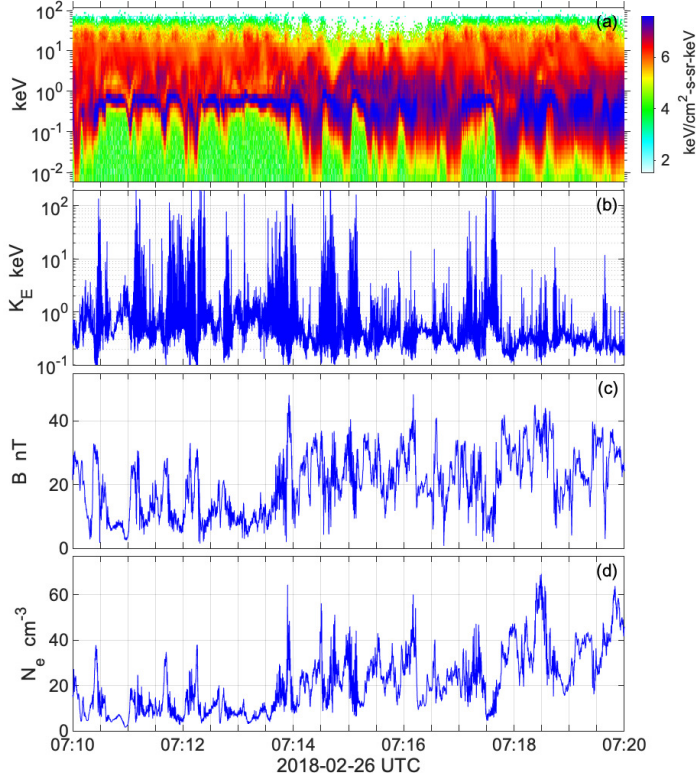 (a)
10²
10¹
10⁰
10⁻¹
10⁻²
keV
6
4
2
keV/cm²-s-sr-keV
(b)
10²
10¹
10⁰
10⁻¹
K_E keV
(c)
40
20
0
B nT
(d)
60
40
20
0
N_e cm⁻³
07:10 07:12 07:14 07:16 07:18 07:20
2018-02-26 UTC